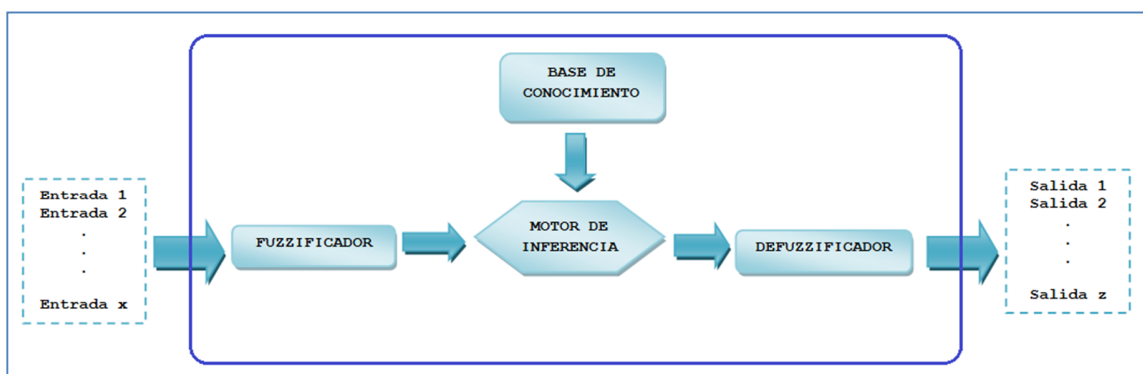 BASE DE
CONOCIMIENTO
Entrada 1
Entrada 2
.
.
.
Entrada x
FUZZIFICADOR
MOTOR DE
INFERENCIA
DEFUZZIFICADOR
Salida 1
Salida 2
.
.
.
Salida z